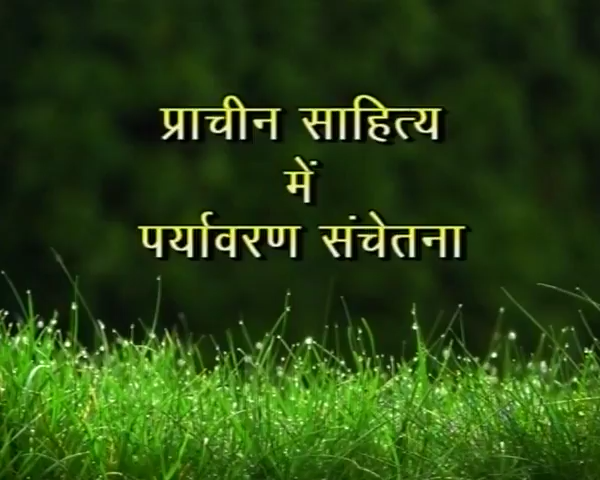 प्राचीन साहित्य
में
पर्यावरण संचेतना